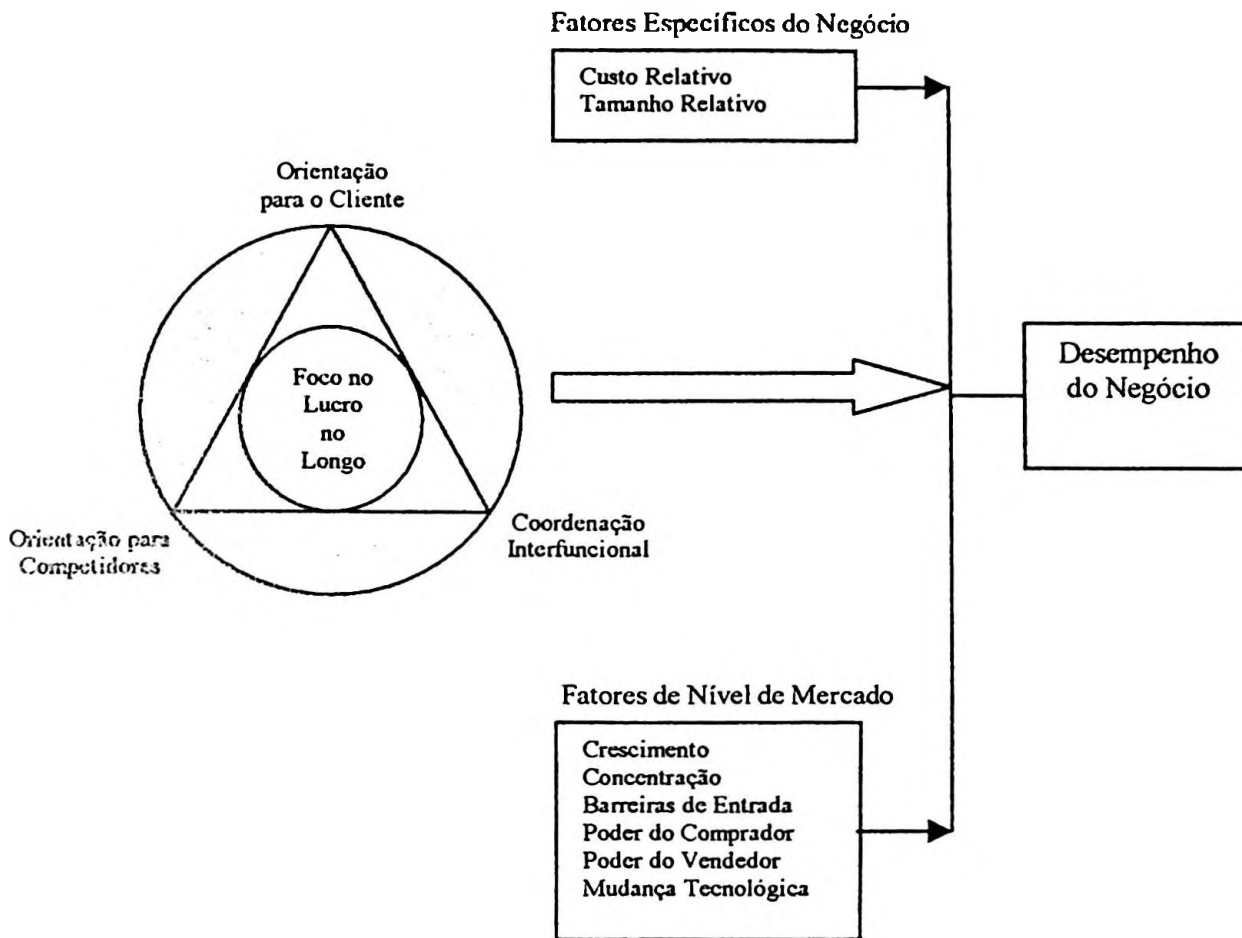 Fatores Específicos do Negócio
Custo Relativo
Tamanho Relativo
Orientação
para o Cliente
Foco no
Lucro
no
Longo
Orientação para
Competidores
Coordenação
Interfuncional
Desempenho
do Negócio
Fatores de Nível de Mercado
Crescimento
Concentração
Barreiras de Entrada
Poder do Comprador
Poder do Vendedor
Mudança Tecnológica